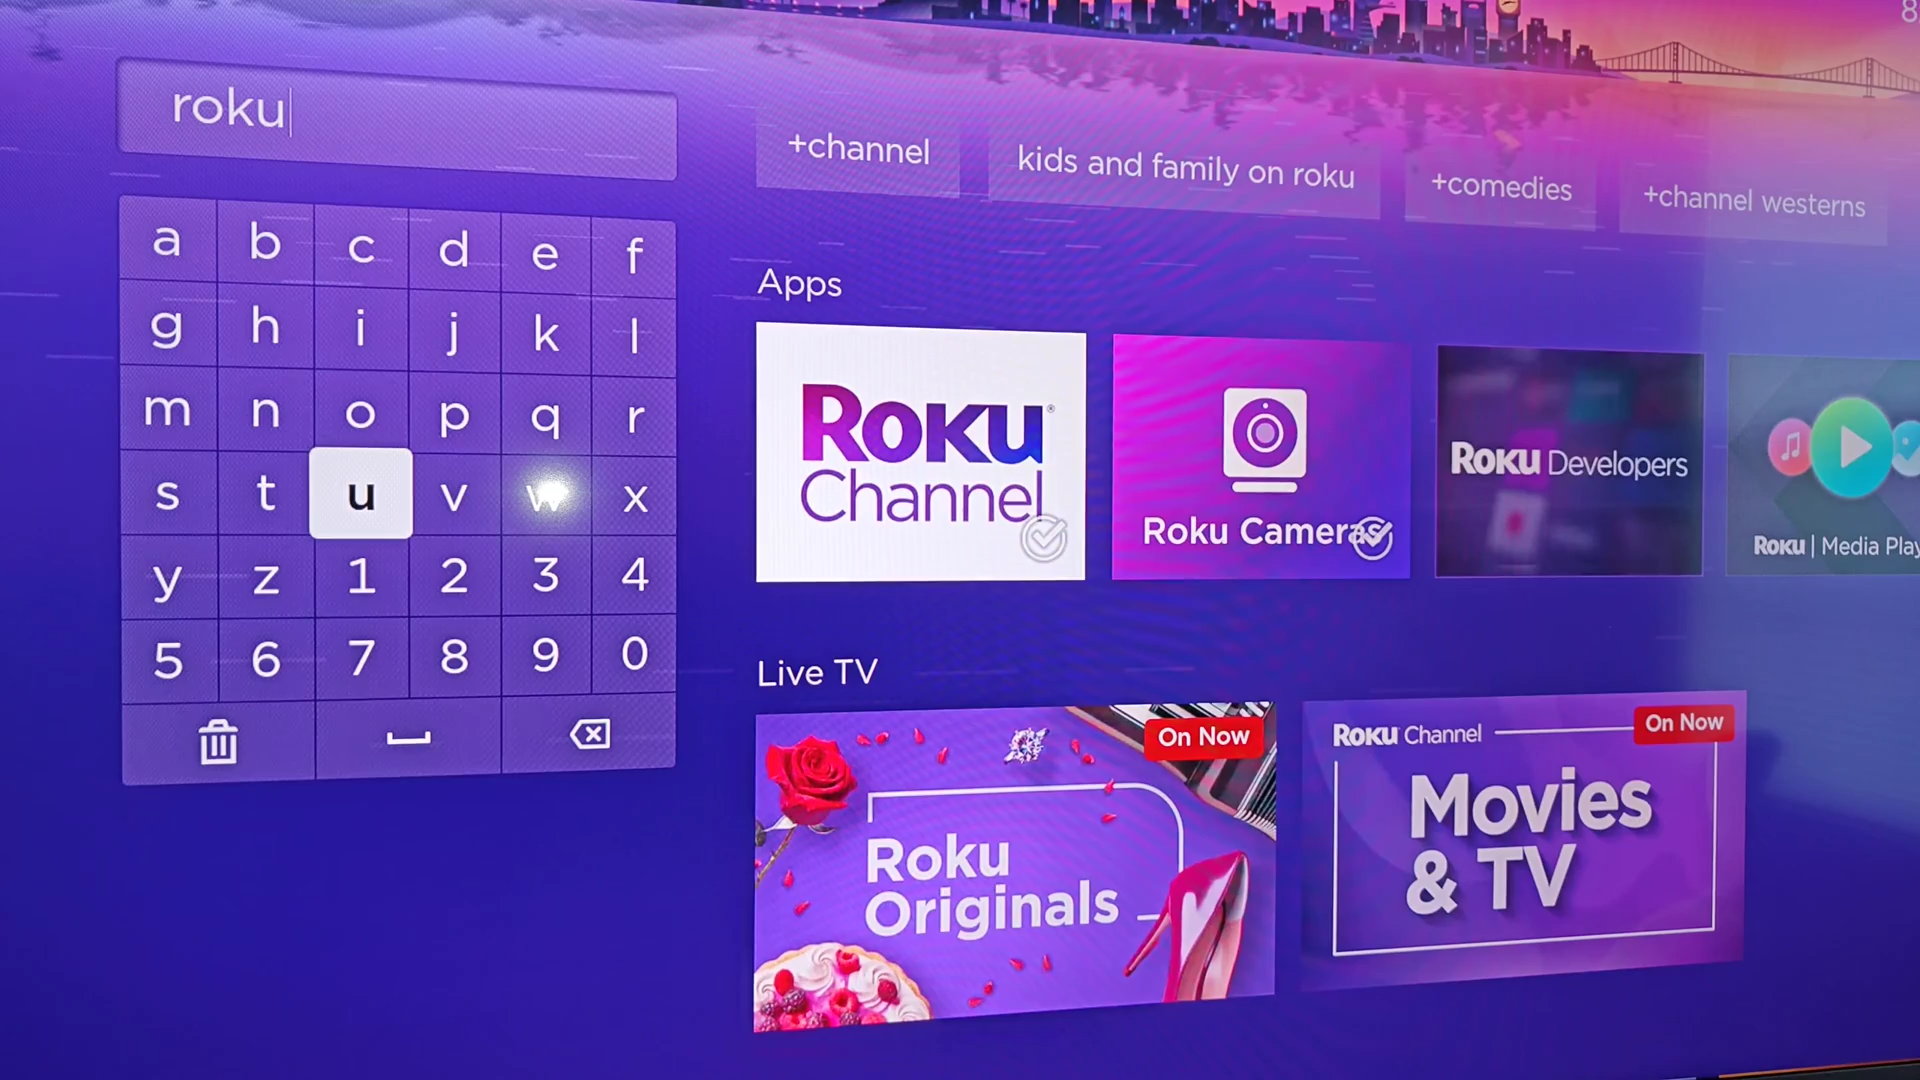 8
roku
+channel
kids and family on roku
+comedies
+channel westerns
a b c d e f
g h i j k l
m n o p q r
s t u v w x
y z 1 2 3 4
5 6 7 8 9 0
Apps
Roku
Channel
Roku Cameras
Roku Developers
Roku | Media Play
Live TV
On Now
Roku
Originals
Roku Channel
On Now
Movies
& TV